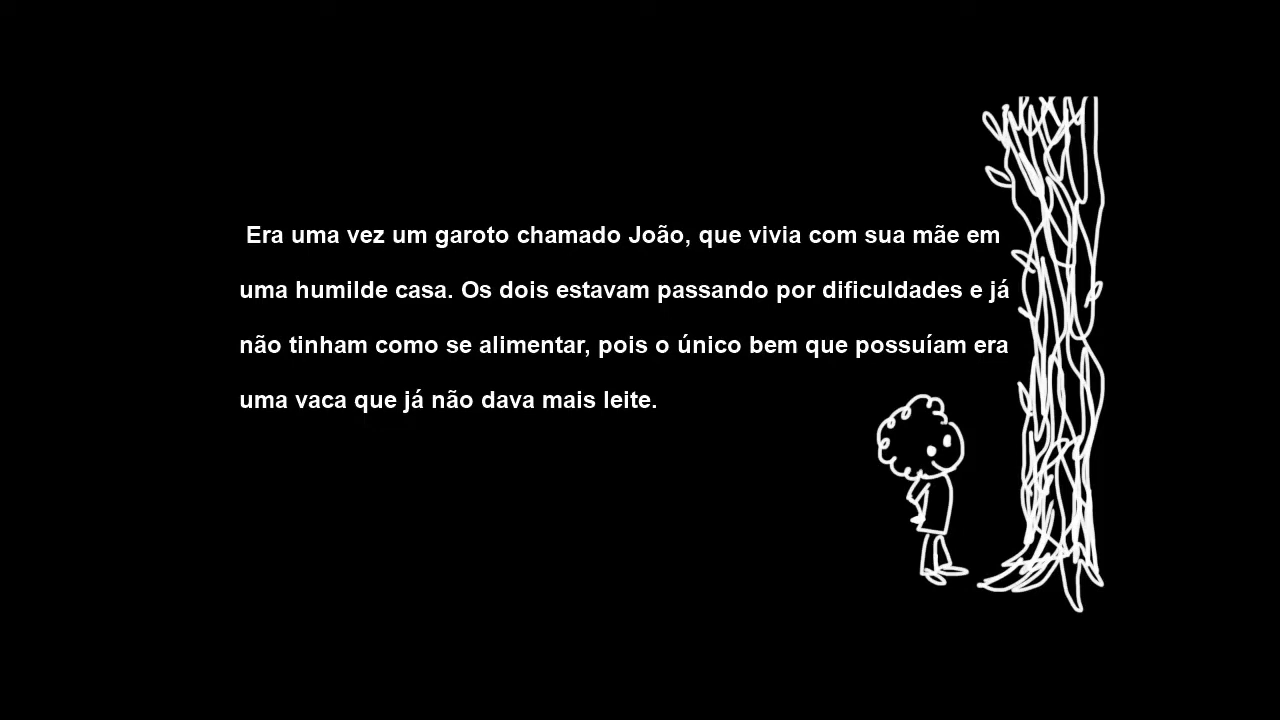 Era uma vez um garoto chamado João, que vivia com sua mãe em
uma humilde casa. Os dois estavam passando por dificuldades e já
não tinham como se alimentar, pois o único bem que possuíam era
uma vaca que já não dava mais leite.